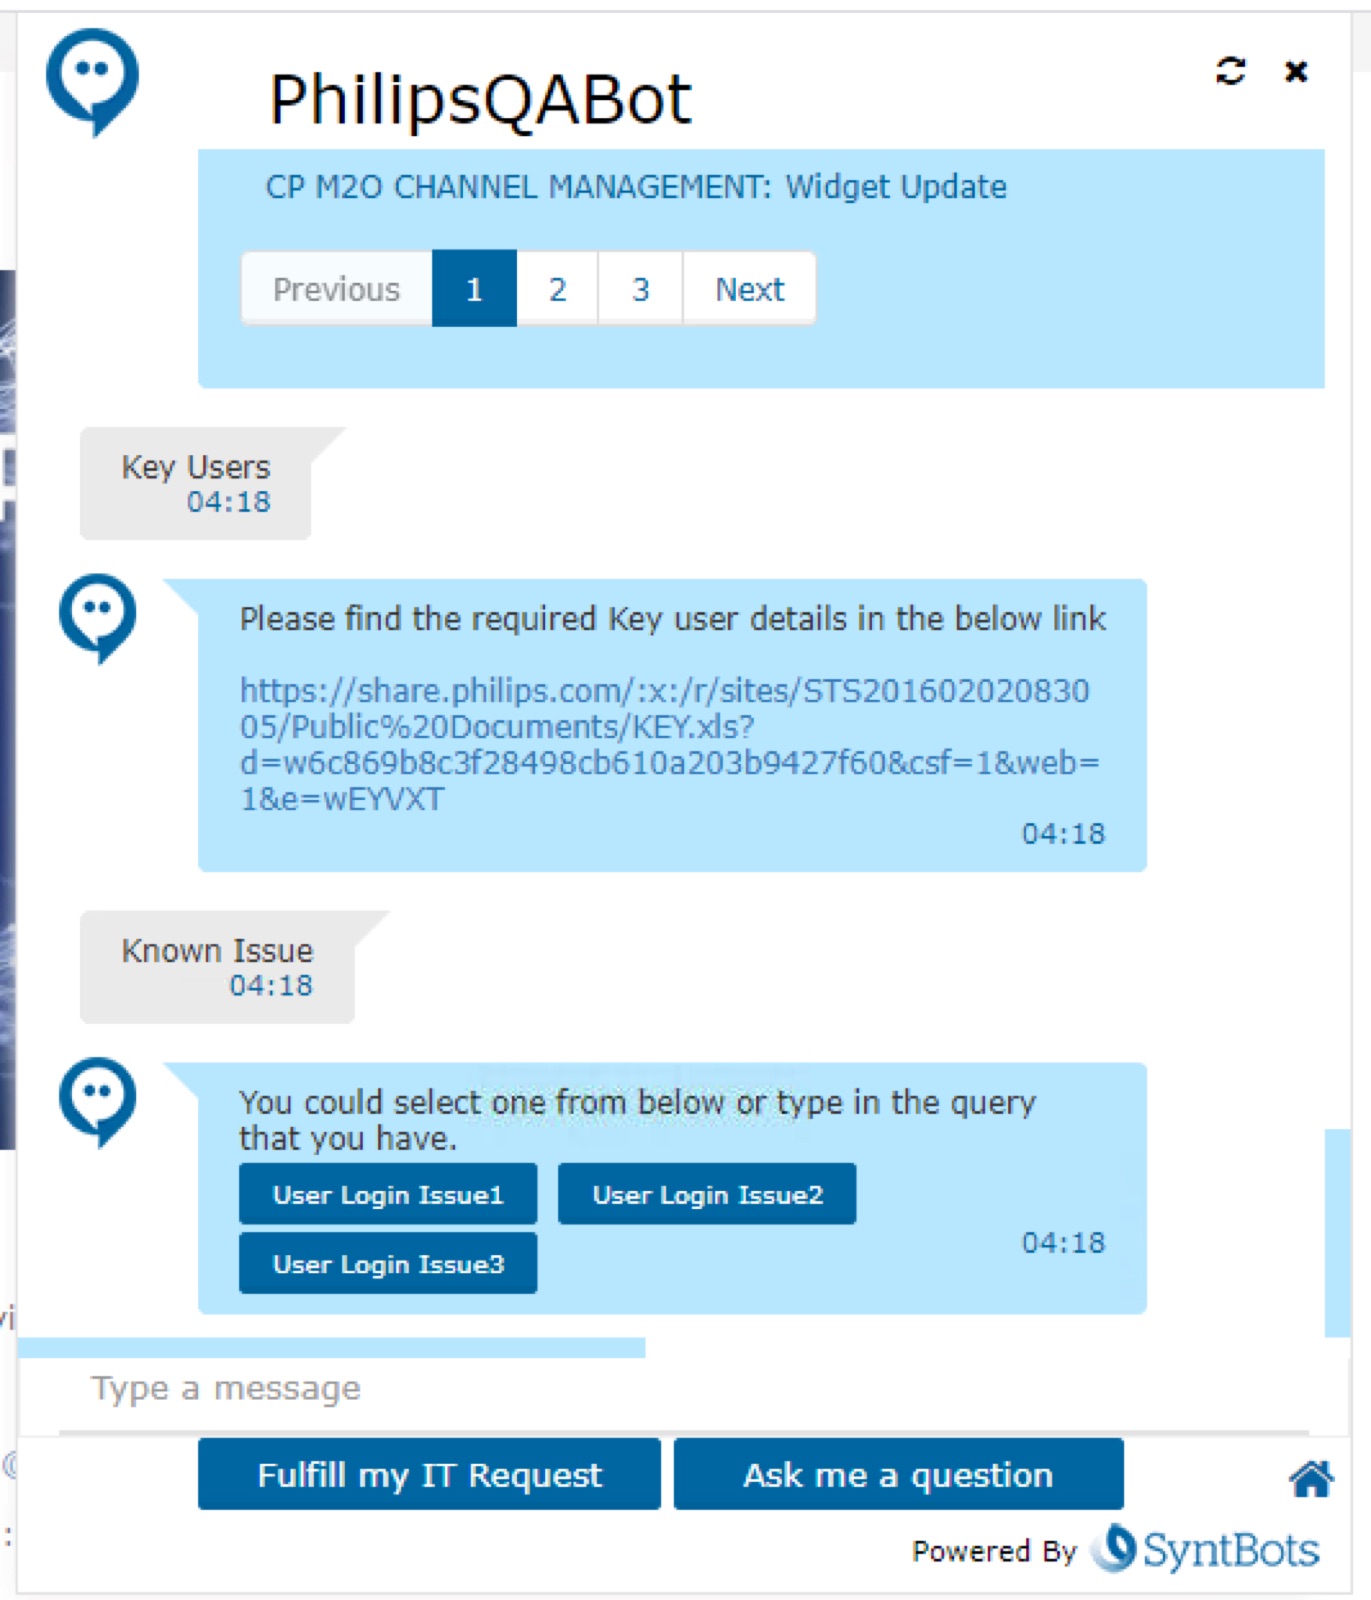 PhilipsQABot
CP M2O CHANNEL MANAGEMENT: Widget Update
Previous 1 2 3 Next
Key Users
04:18
Please find the required Key user details in the below link
https://share.philips.com/:x:/r/sites/STS201602020830
05/Public%20Documents/KEY.xls?
d=w6c869b8c3f28498cb610a203b9427f60&csf=1&web=
1&e=wEYVXT
04:18
Known Issue
04:18
You could select one from below or type in the query
that you have.
User Login Issue1 User Login Issue2
User Login Issue3
04:18
Type a message
Fulfill my IT Request Ask me a question
Powered By SyntBots